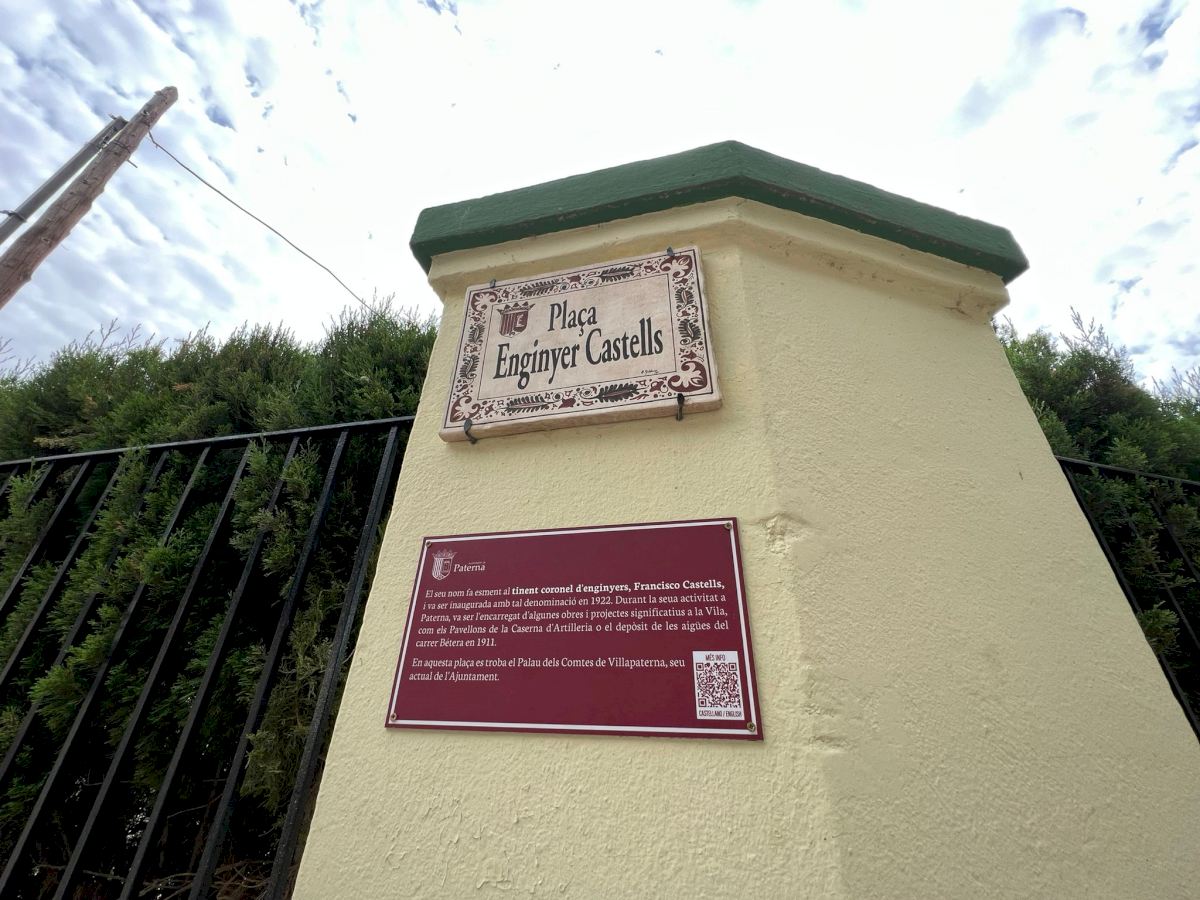 Plaça
Enginyer Castells
Paterna
El seu nom fa esment al tinent coronel d'enginyers, Francisco Castells,
i va ser inaugurada amb tal denominació en 1922. Durant la seua activitat a
Paterna, va ser l'encarregat d'algunes obres i projectes significatius a la Vila,
com els Pavellons de la Caserna d'Artilleria o el depòsit de les aigües del
carrer Bétera en 1911.
En aquesta plaça es troba el Palau dels Comtes de Villapaterna, seu
actual de l'Ajuntament.
MÉS INFO
CASTELLANO / ENGLISH